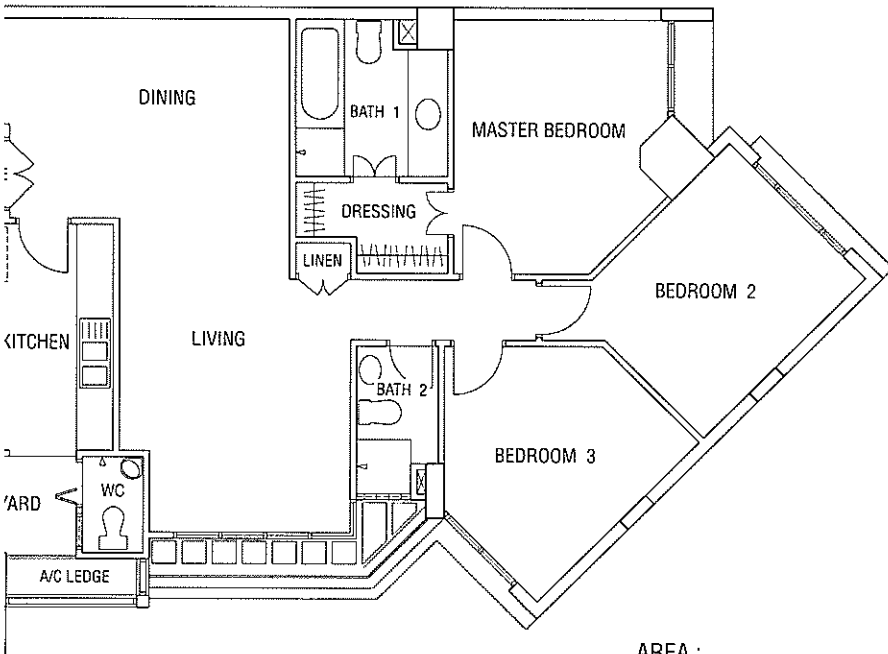 DINING
BATH 1
MASTER BEDROOM
DRESSING
LINEN
BEDROOM 2
KITCHEN
LIVING
BATH 2
BEDROOM 3
WC
YARD
A/C LEDGE
AREA :